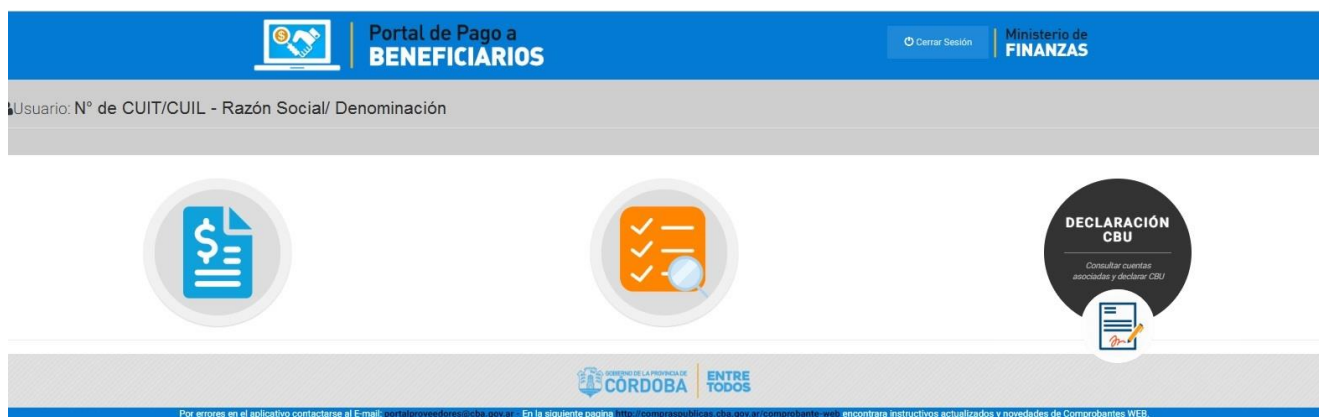 Portal de Pago a
BENEFICIARIOS
Cerrar Sesión
Ministerio de
FINANZAS
Usuario: N° de CUIT/CUIL - Razón Social/ Denominación
DECLARACIÓN
CBU
Consultar cuentas
asociadas y declarar CBU
GOBIERNO DE LA PROVINCIA DE
CÓRDOBA
ENTRE
TODOS
Por errores en el aplicativo contactarse al E-mail: portalproveedores@cba.gov.ar - En la siguiente pagina http://compraspublicas.cba.gov.ar/comprobante-web encontrara instructivos actualizados y novedades de Comprobantes WEB.